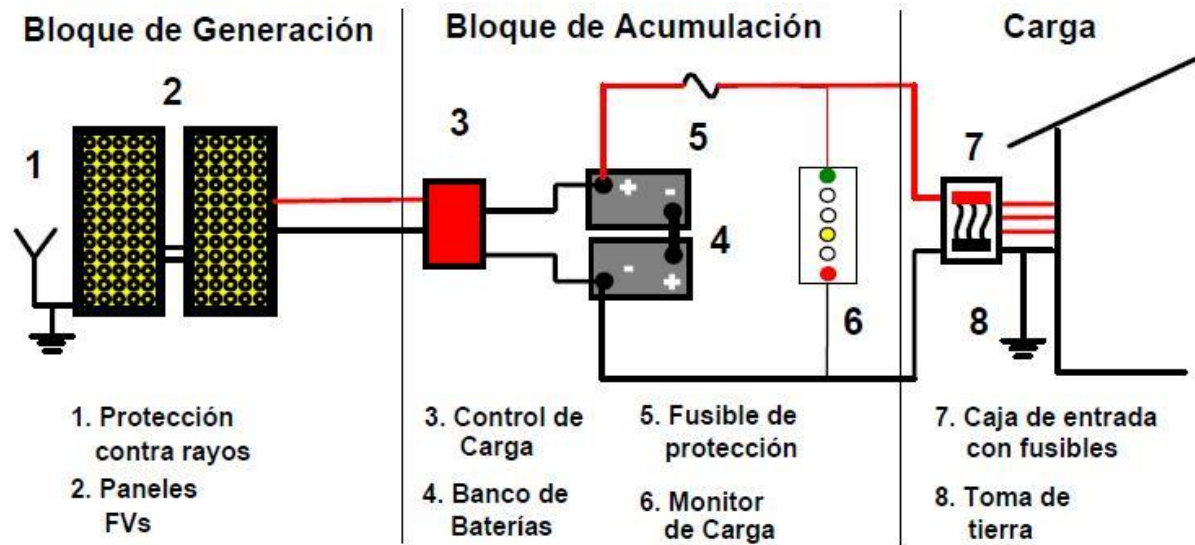 Bloque de Generación
Bloque de Acumulación
Carga
1
2
3
4
5
6
7
8
+ -
- +
1. Protección
contra rayos
2. Paneles
FVs
3. Control de
Carga
4. Banco de
Baterías
5. Fusible de
protección
6. Monitor
de Carga
7. Caja de entrada
con fusibles
8. Toma de
tierra